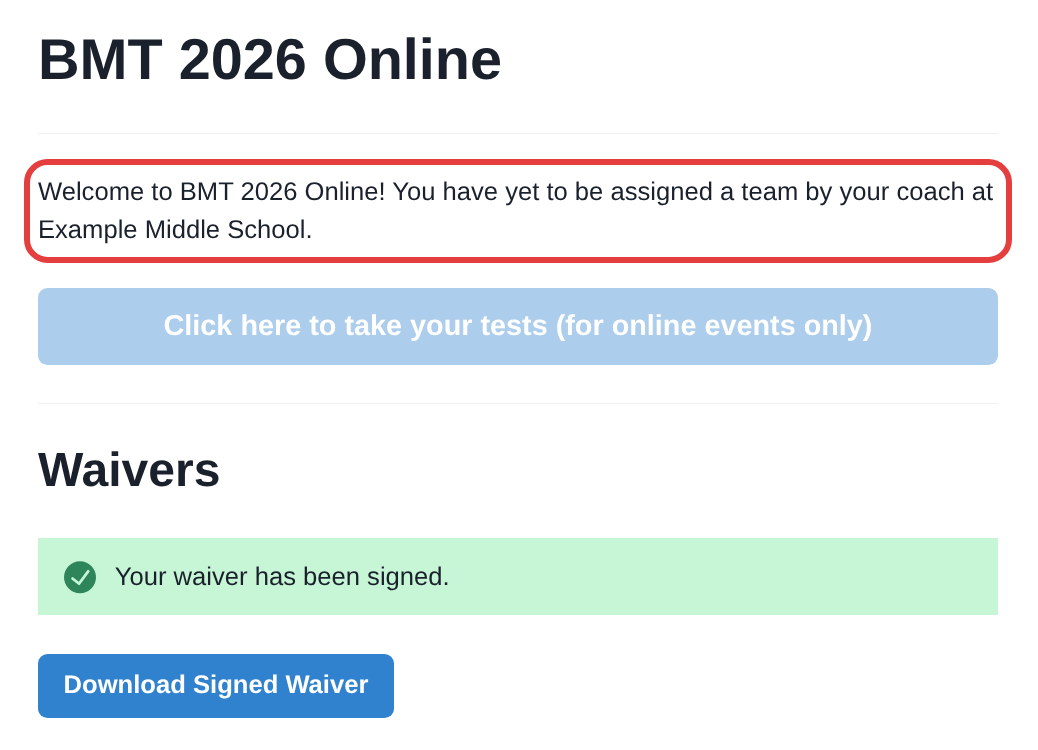 BMT 2026 Online
Welcome to BMT 2026 Online! You have yet to be assigned a team by your coach at
Example Middle School.
Click here to take your tests (for online events only)
Waivers
Your waiver has been signed.
Download Signed Waiver